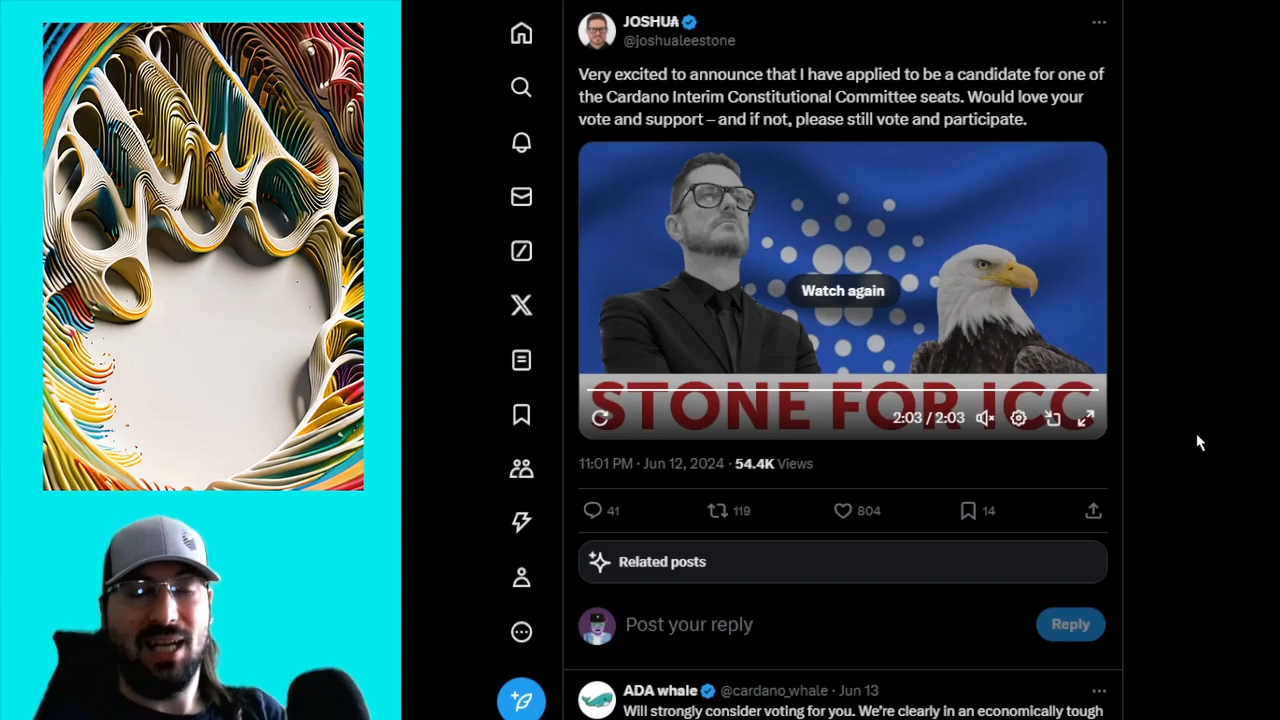 JOSHUA
@joshualeestone
Very excited to announce that I have applied to be a candidate for one of
the Cardano Interim Constitutional Committee seats. Would love your
vote and support – and if not, please still vote and participate.
Watch again
STONE FOR ICC
2:03 / 2:03
11:01 PM · Jun 12, 2024 · 54.4K Views
41 119 804 14
Related posts
Post your reply
Reply
ADA whale @cardano_whale · Jun 13
Will strongly consider voting for you. We're clearly in an economically tough